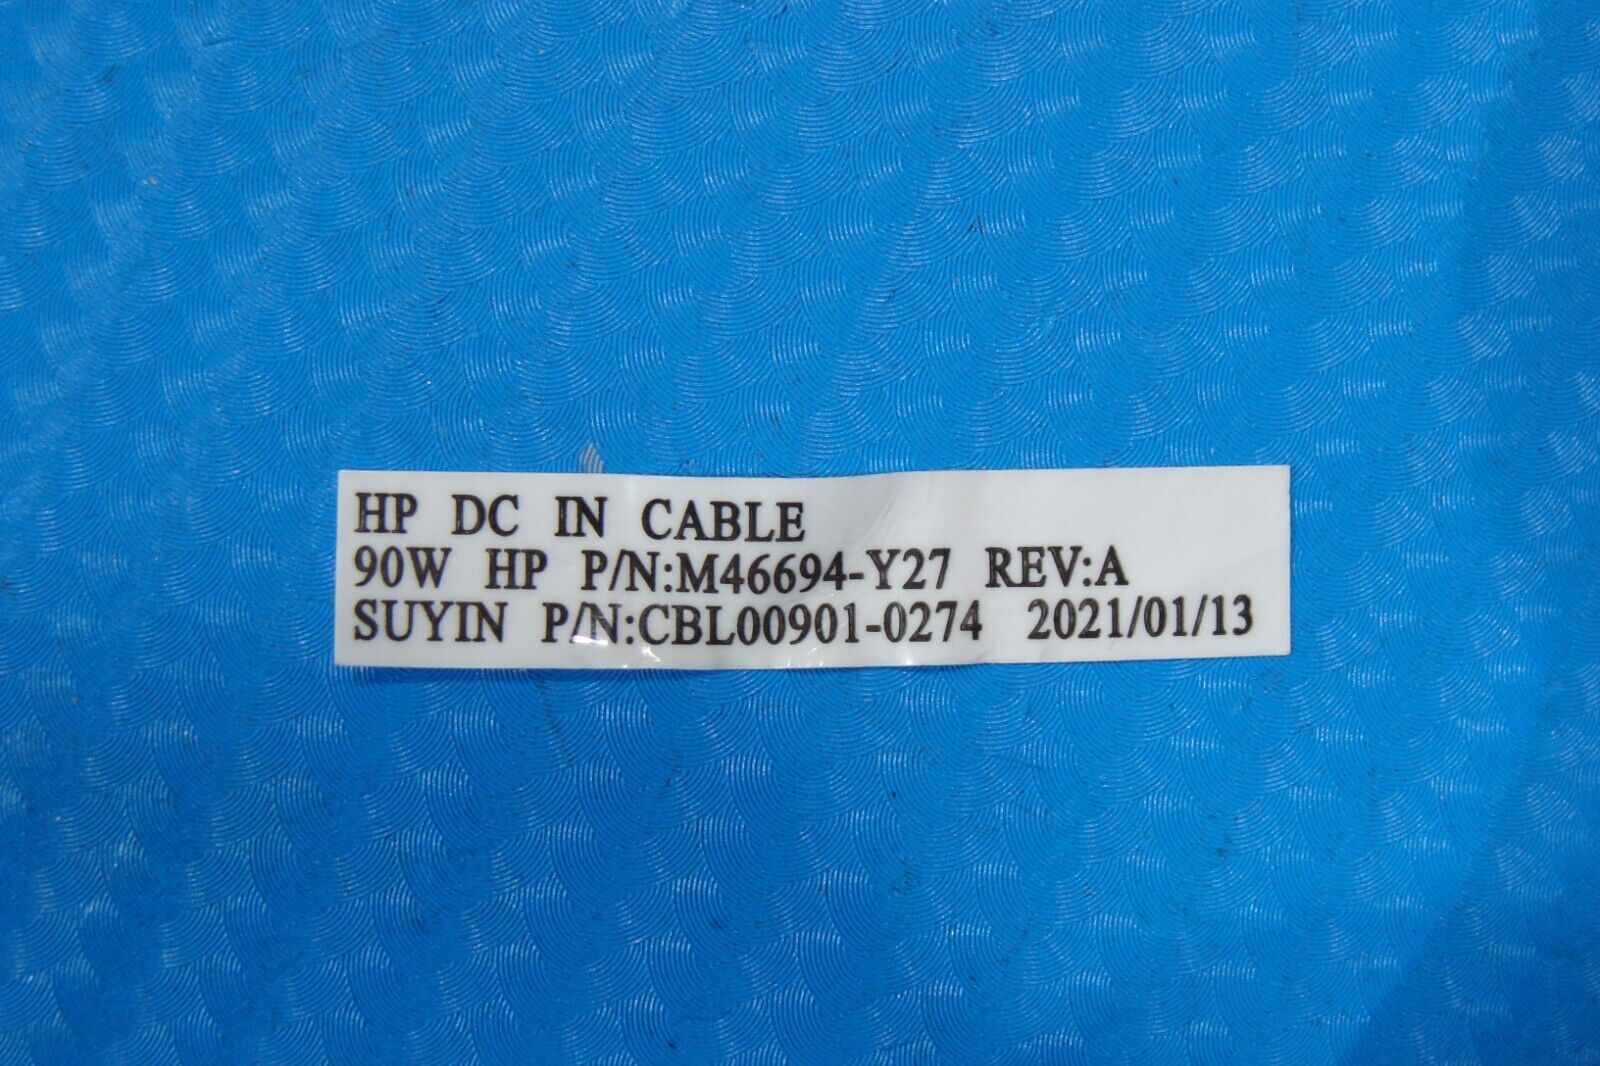 HP DC IN CABLE
90W HP P/N:M46694-Y27 REV:A
SUYIN P/N:CBL00901-0274 2021/01/13